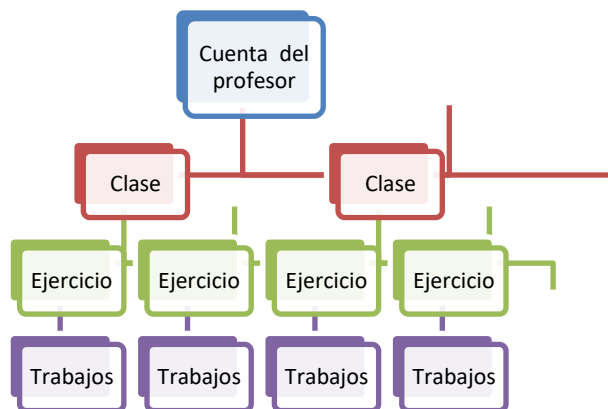 Cuenta del
profesor
Clase
Clase
Ejercicio
Ejercicio
Ejercicio
Ejercicio
Trabajos
Trabajos
Trabajos
Trabajos